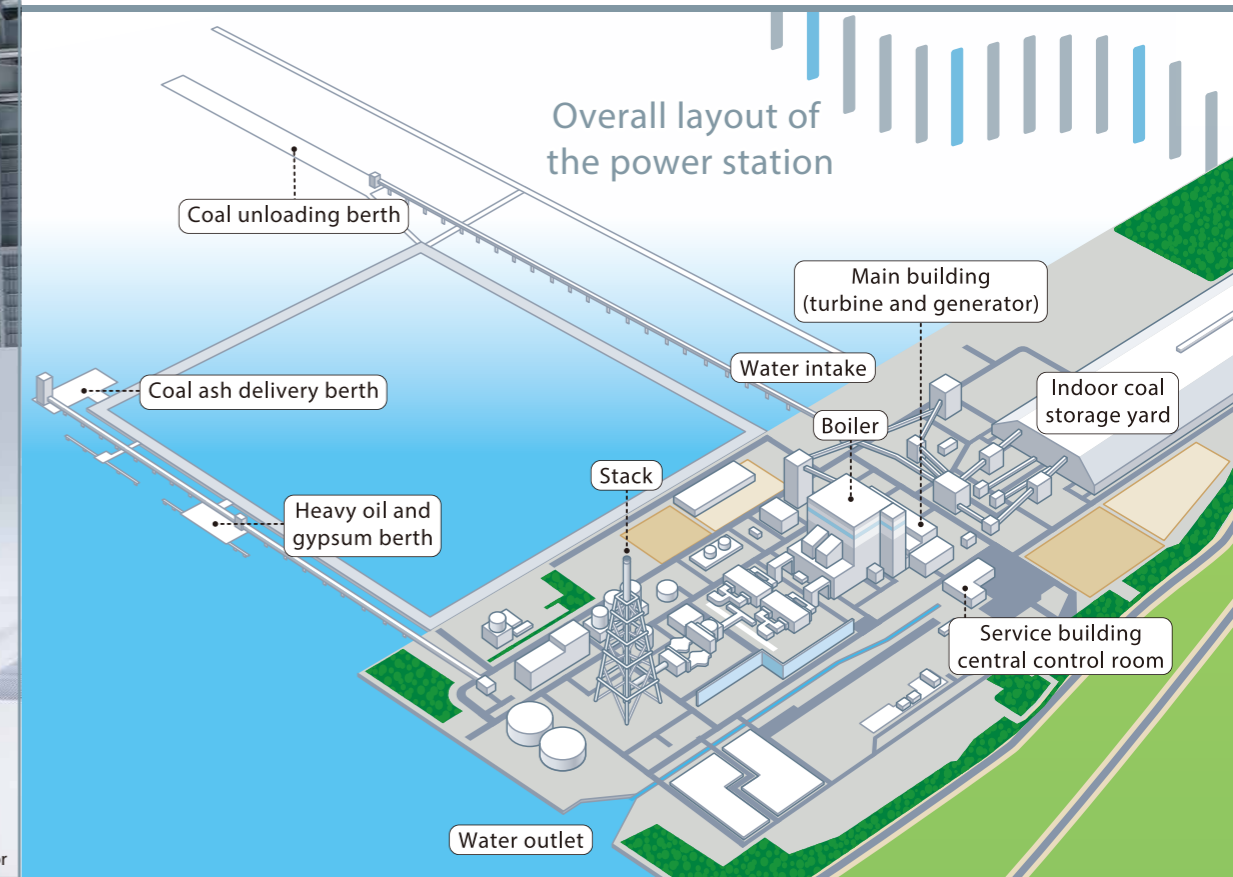 Overall layout of
the power station
Coal unloading berth
Main building
(turbine and generator)
Water intake
Coal ash delivery berth
Indoor coal
storage yard
Boiler
Stack
Heavy oil and
gypsum berth
Service building
central control room
Water outlet